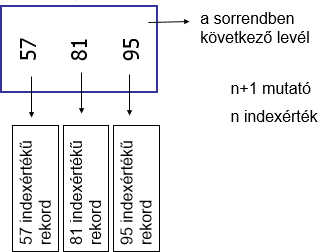 57
81
95
a sorrendben
következő levél
n+1 mutató
n indexérték
57 indexértékű
rekord
81 indexértékű
rekord
95 indexértékű
rekord